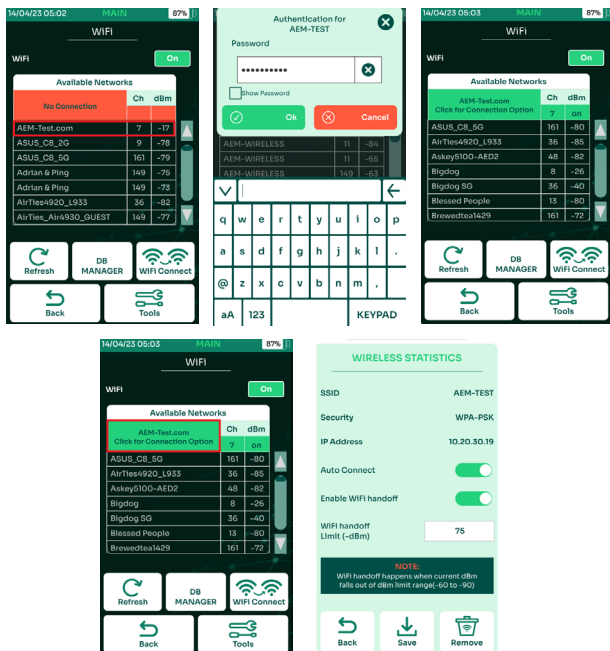 14/04/23 05:02 MAIN 87%
WiFi
WiFi On
Available Networks
No Connection Ch dBm
AEM-Test.com 7 -17
ASUS_C8_2G 9 -78
ASUS_C8_5G 161 -79
Adrian & Ping 149 -75
Adrian & Ping 149 -73
AirTies4920_L933 36 -82
AirTies_Air4930_GUEST 149 -77
Refresh
DB
MANAGER
WiFi Connect
Back
Tools
Authentication for
AEM-TEST
Password
••••••••••
Show Password
Ok
Cancel
AEM-WIRELESS 11 -84
AEM-WIRELESS 11 -65
AEM-WIRELESS 149 -63
q w e r t y u i o p
a s d f g h j k l .
@ z x c v b n m ,
aA 123 KEYPAD
14/04/23 05:03 MAIN 87%
WiFi
WiFi On
Available Networks
AEM-Test.com
Click for Connection Option
Ch dBm
7 on
ASUS_C8_5G 161 -80
AirTies4920_L933 36 -85
Askey5100-AED2 48 -82
Bigdog 8 -26
Bigdog SG 36 -40
Blessed People 13 -80
Brewedtea1429 161 -72
Refresh
DB
MANAGER
WiFi Connect
Back
Tools
14/04/23 05:03 MAIN 87%
WiFi
WiFi On
Available Networks
AEM-Test.com
Click for Connection Option
Ch dBm
7 on
ASUS_C8_5G 161 -80
AirTies4920_L933 36 -85
Askey5100-AED2 48 -82
Bigdog 8 -26
Bigdog SG 36 -40
Blessed People 13 -80
Brewedtea1429 161 -72
Refresh
DB
MANAGER
WiFi Connect
Back
Tools
WIRELESS STATISTICS
SSID AEM-TEST
Security WPA-PSK
IP Address 10.20.30.19
Auto Connect
Enable WiFi handoff
WiFi handoff
Limit (-dBm)
75
NOTE:
WiFi handoff happens when current dBm
falls out of dBm limit range(-60 to -90)
Back
Save
Remove